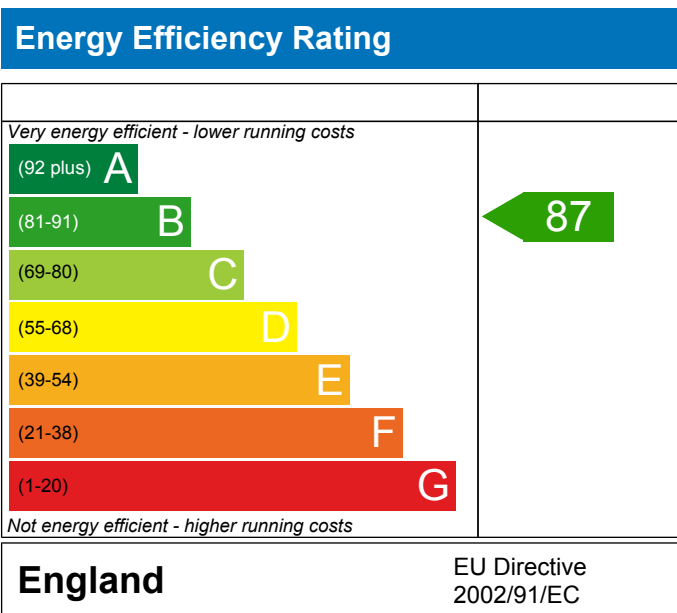 Energy Efficiency Rating
Very energy efficient - lower running costs
(92 plus) A
(81-91) B
87
(69-80) C
(55-68) D
(39-54) E
(21-38) F
(1-20) G
Not energy efficient - higher running costs
England
EU Directive
2002/91/EC